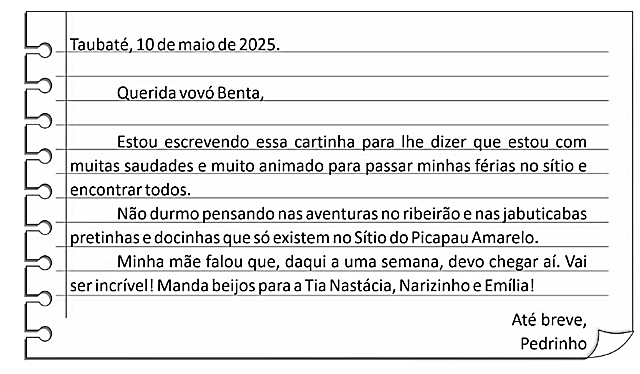 Taubaté, 10 de maio de 2025.
Querida vovó Benta,
Estou escrevendo essa cartinha para lhe dizer que estou com
muitas saudades e muito animado para passar minhas férias no sítio e
encontrar todos.
Não durmo pensando nas aventuras no ribeirão e nas jabuticabas
pretinhas e docinhas que só existem no Sítio do Picapau Amarelo.
Minha mãe falou que, daqui a uma semana, devo chegar aí. Vai
ser incrível! Manda beijos para a Tia Nastácia, Narizinho e Emília!
Até breve,
Pedrinho